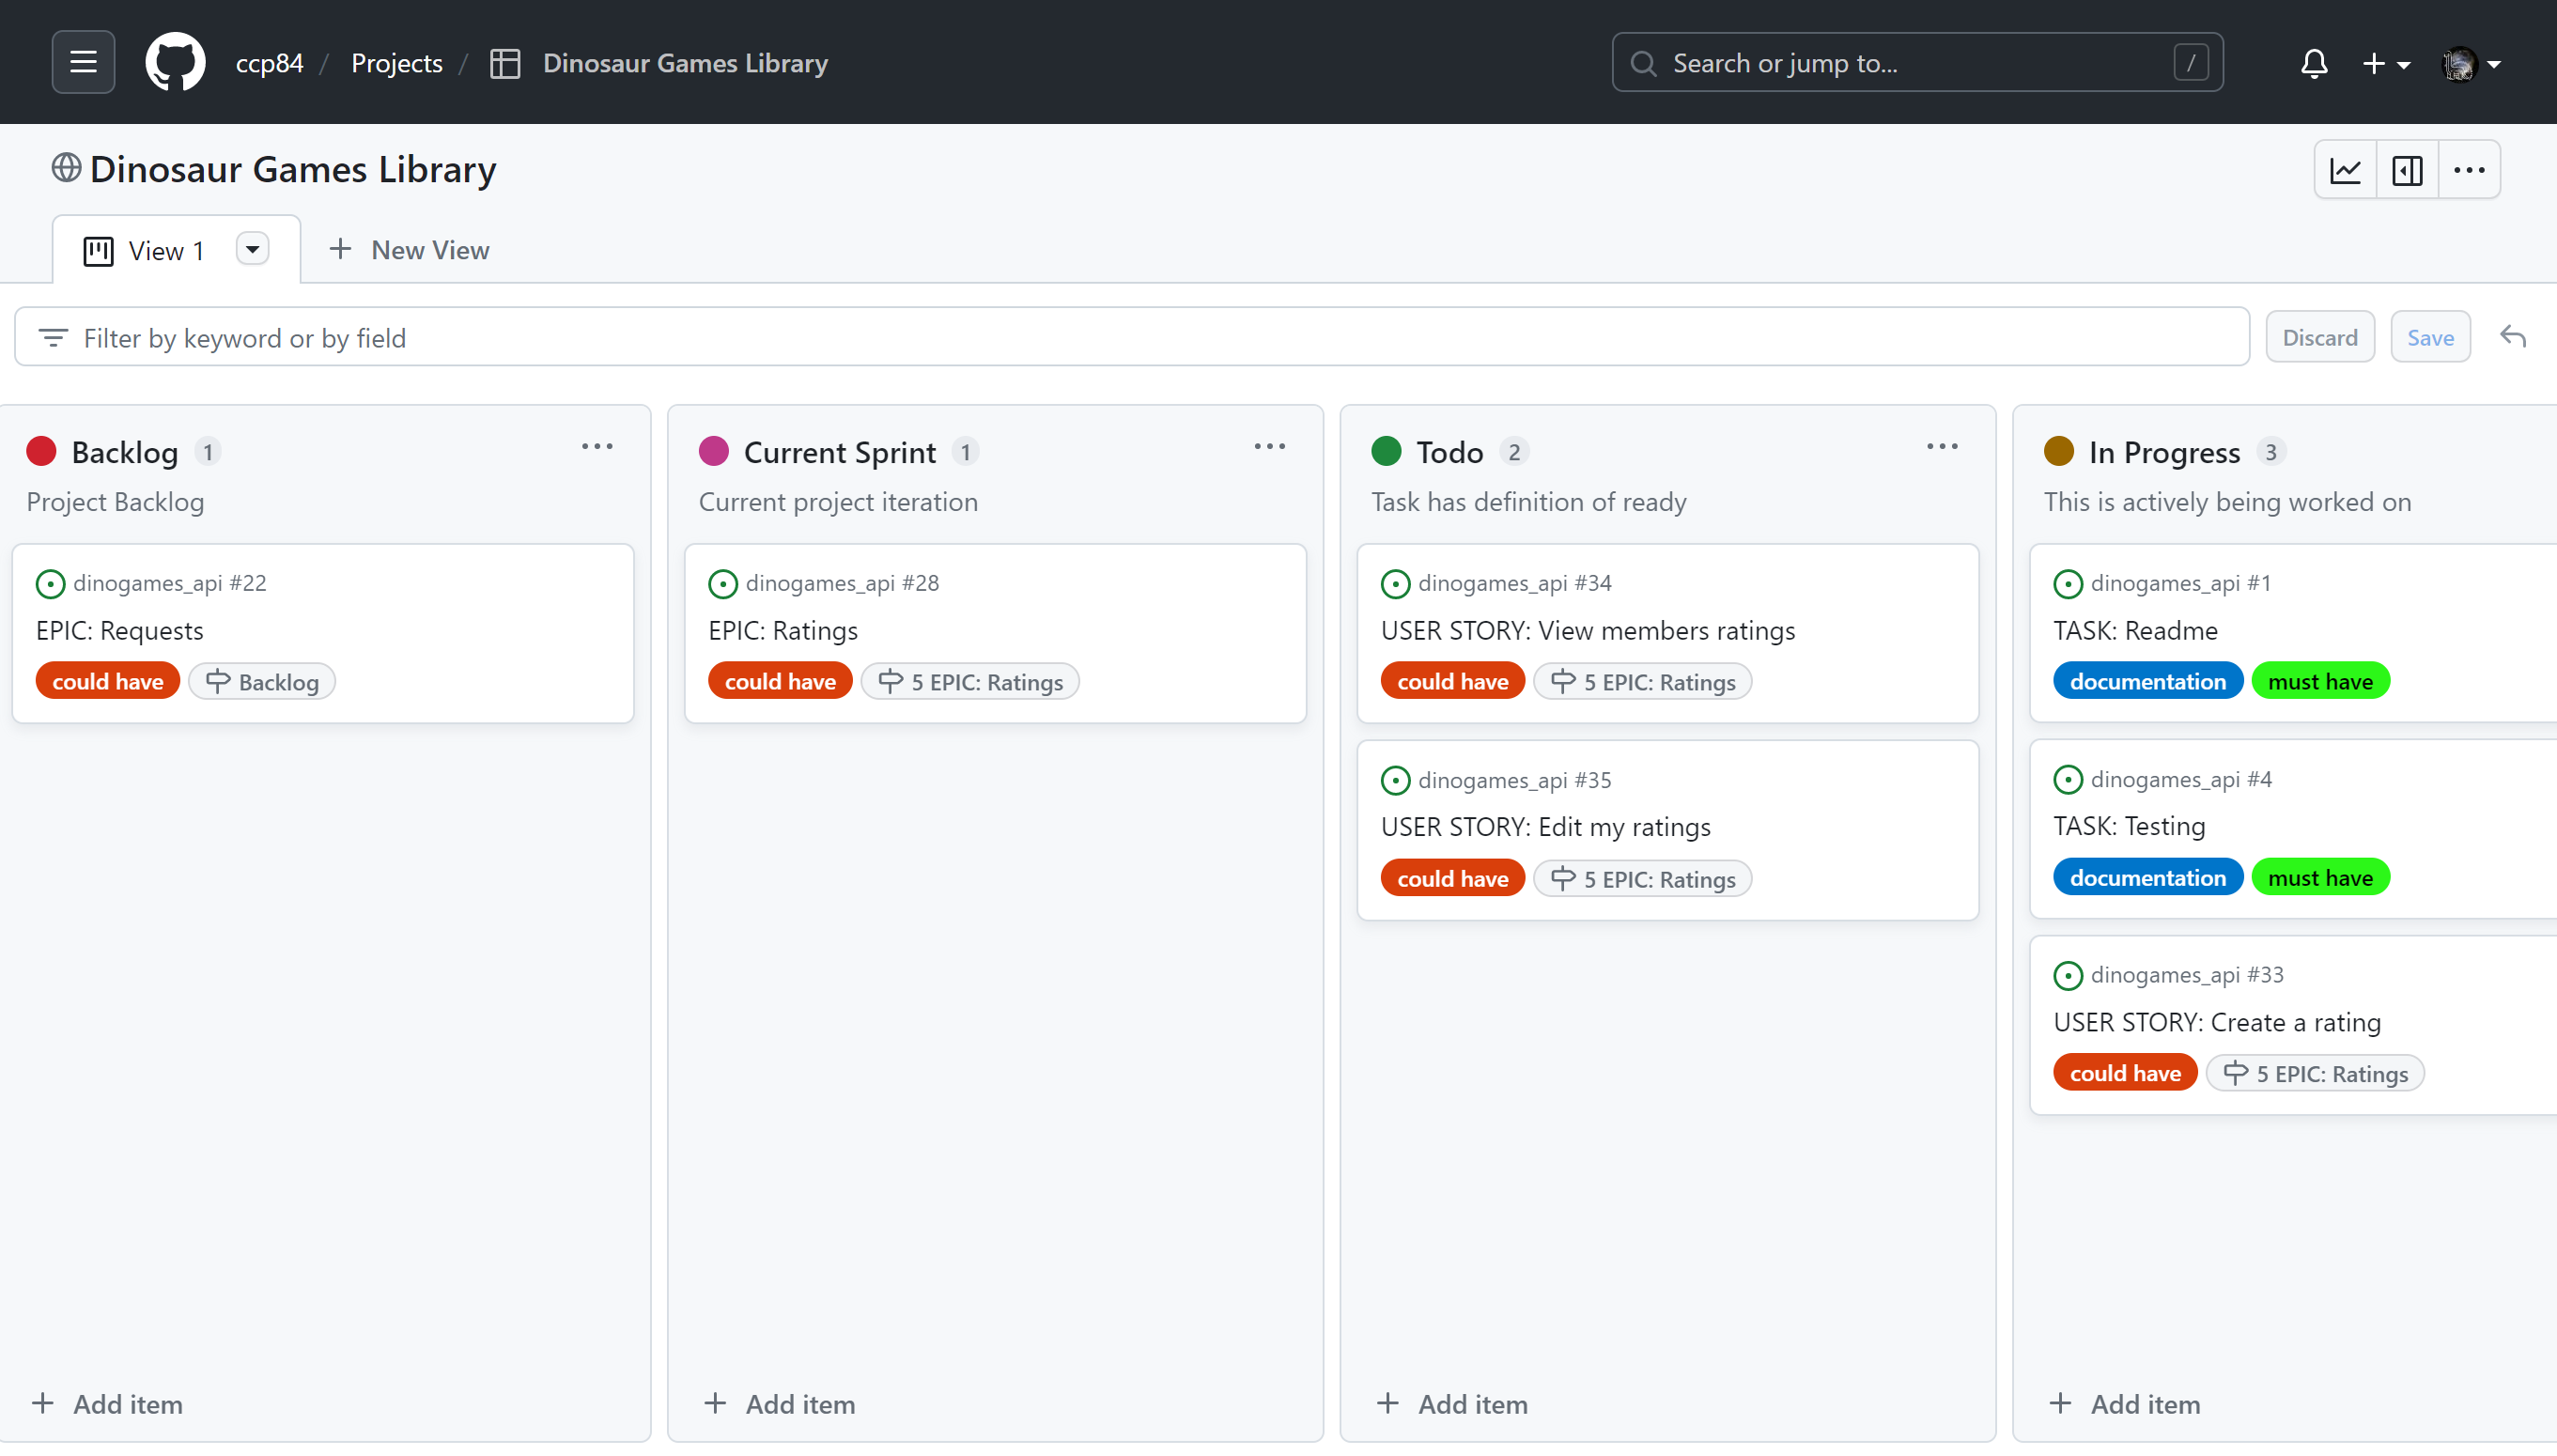 ccp84 / Projects / Dinosaur Games Library
Search or jump to... /
Dinosaur Games Library
View 1
New View
Filter by keyword or by field
Discard
Save
Backlog 1
Project Backlog
dinogames_api #22
EPIC: Requests
could have
Backlog
Add item
Current Sprint 1
Current project iteration
dinogames_api #28
EPIC: Ratings
could have
5 EPIC: Ratings
Add item
Todo 2
Task has definition of ready
dinogames_api #34
USER STORY: View members ratings
could have
5 EPIC: Ratings
dinogames_api #35
USER STORY: Edit my ratings
could have
5 EPIC: Ratings
Add item
In Progress 3
This is actively being worked on
dinogames_api #1
TASK: Readme
documentation
must have
dinogames_api #4
TASK: Testing
documentation
must have
dinogames_api #33
USER STORY: Create a rating
could have
5 EPIC: Ratings
Add item